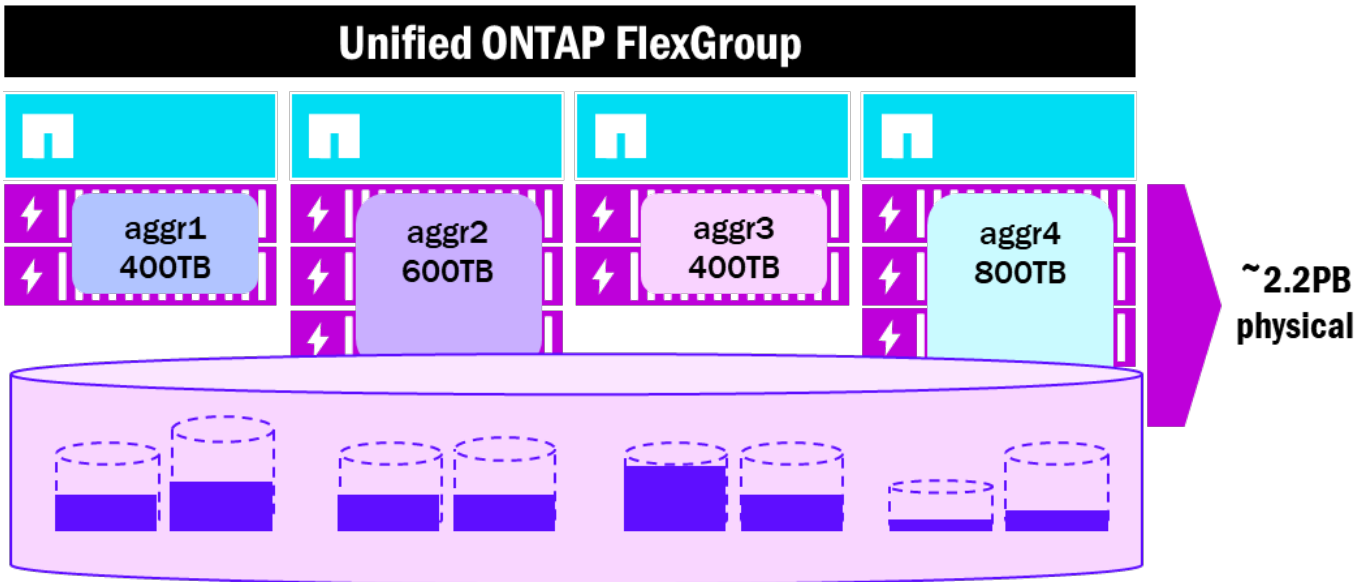 Unified ONTAP FlexGroup
aggr1
400TB
aggr2
600TB
aggr3
400TB
aggr4
800TB
~2.2PB
physical